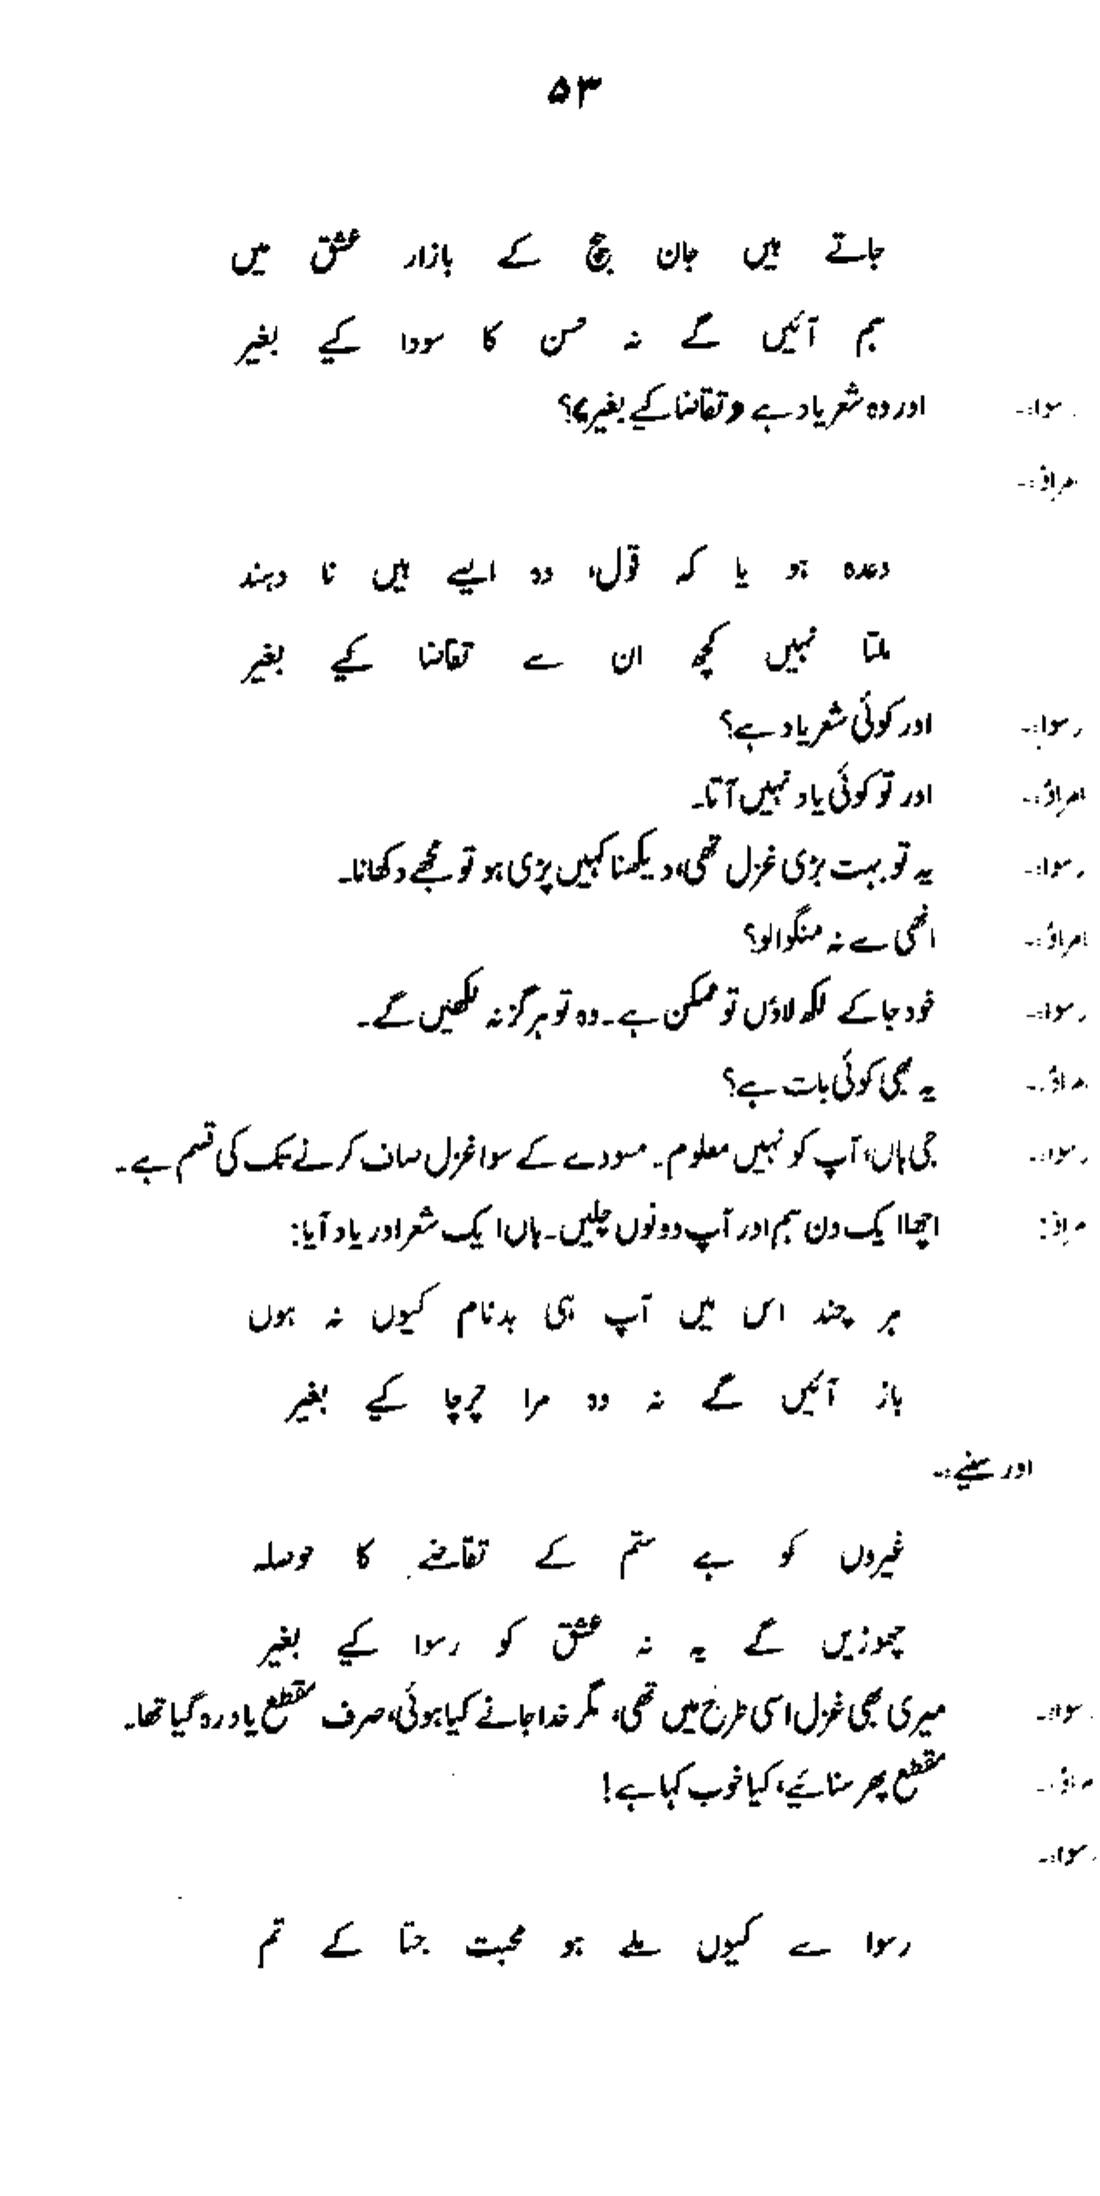 ۵۳
جاتے ہیں جان بیچ کے بازار عشق میں
ہم آئیں گے نہ حسن کا سودا کیے بغیر
رسوا:۔ اور وہ شعر یاد ہے (تقاضا کیے بغیر)؟
امراؤ:۔
وعدہ ہو یا کہ قول، وہ ایسے ہیں نا دہند
ملتا نہیں کچھ ان سے تقاضا کیے بغیر
رسوا:۔ اور کوئی شعر یاد ہے؟
امراؤ:۔ اور تو کوئی یاد نہیں آتا۔
رسوا:۔ یہ تو بہت بڑی غزل تھی، دیکھنا کہیں پڑی ہو تو مجھے دکھانا۔
امراؤ:۔ انھی سے نہ منگوالو؟
رسوا:۔ خود جا کے لکھ لاؤں تو ممکن ہے۔ وہ تو ہرگز نہ لکھیں گے۔
امراؤ:۔ یہ بھی کوئی بات ہے؟
رسوا:۔ جی ہاں، آپ کو نہیں معلوم۔ مسودے کے سوا غزل صاف کرنے تک کی قسم ہے۔
امراؤ: اچھا ایک دن ہم اور آپ دونوں چلیں۔ ہاں ایک شعر اور یاد آیا:
ہر چند اس میں آپ ہی بدنام کیوں نہ ہوں
باز آئیں گے نہ وہ مرا چرچا کیے بغیر
اور سنیے:۔
غیروں کو ہے ستم کے تقاضے کا حوصلہ
چھوڑیں گے یہ نہ عشق کو رسوا کیے بغیر
رسوا:۔ میری بھی غزل اسی طرح میں تھی، مگر خدا جانے کیا ہوئی، صرف مقطع یاد رہ گیا تھا۔
امراؤ:۔ مقطع پھر سنائیے، کیا خوب کہا ہے!
رسوا:۔
رسوا سے کیوں ملے ہو محبت جتا کے تم